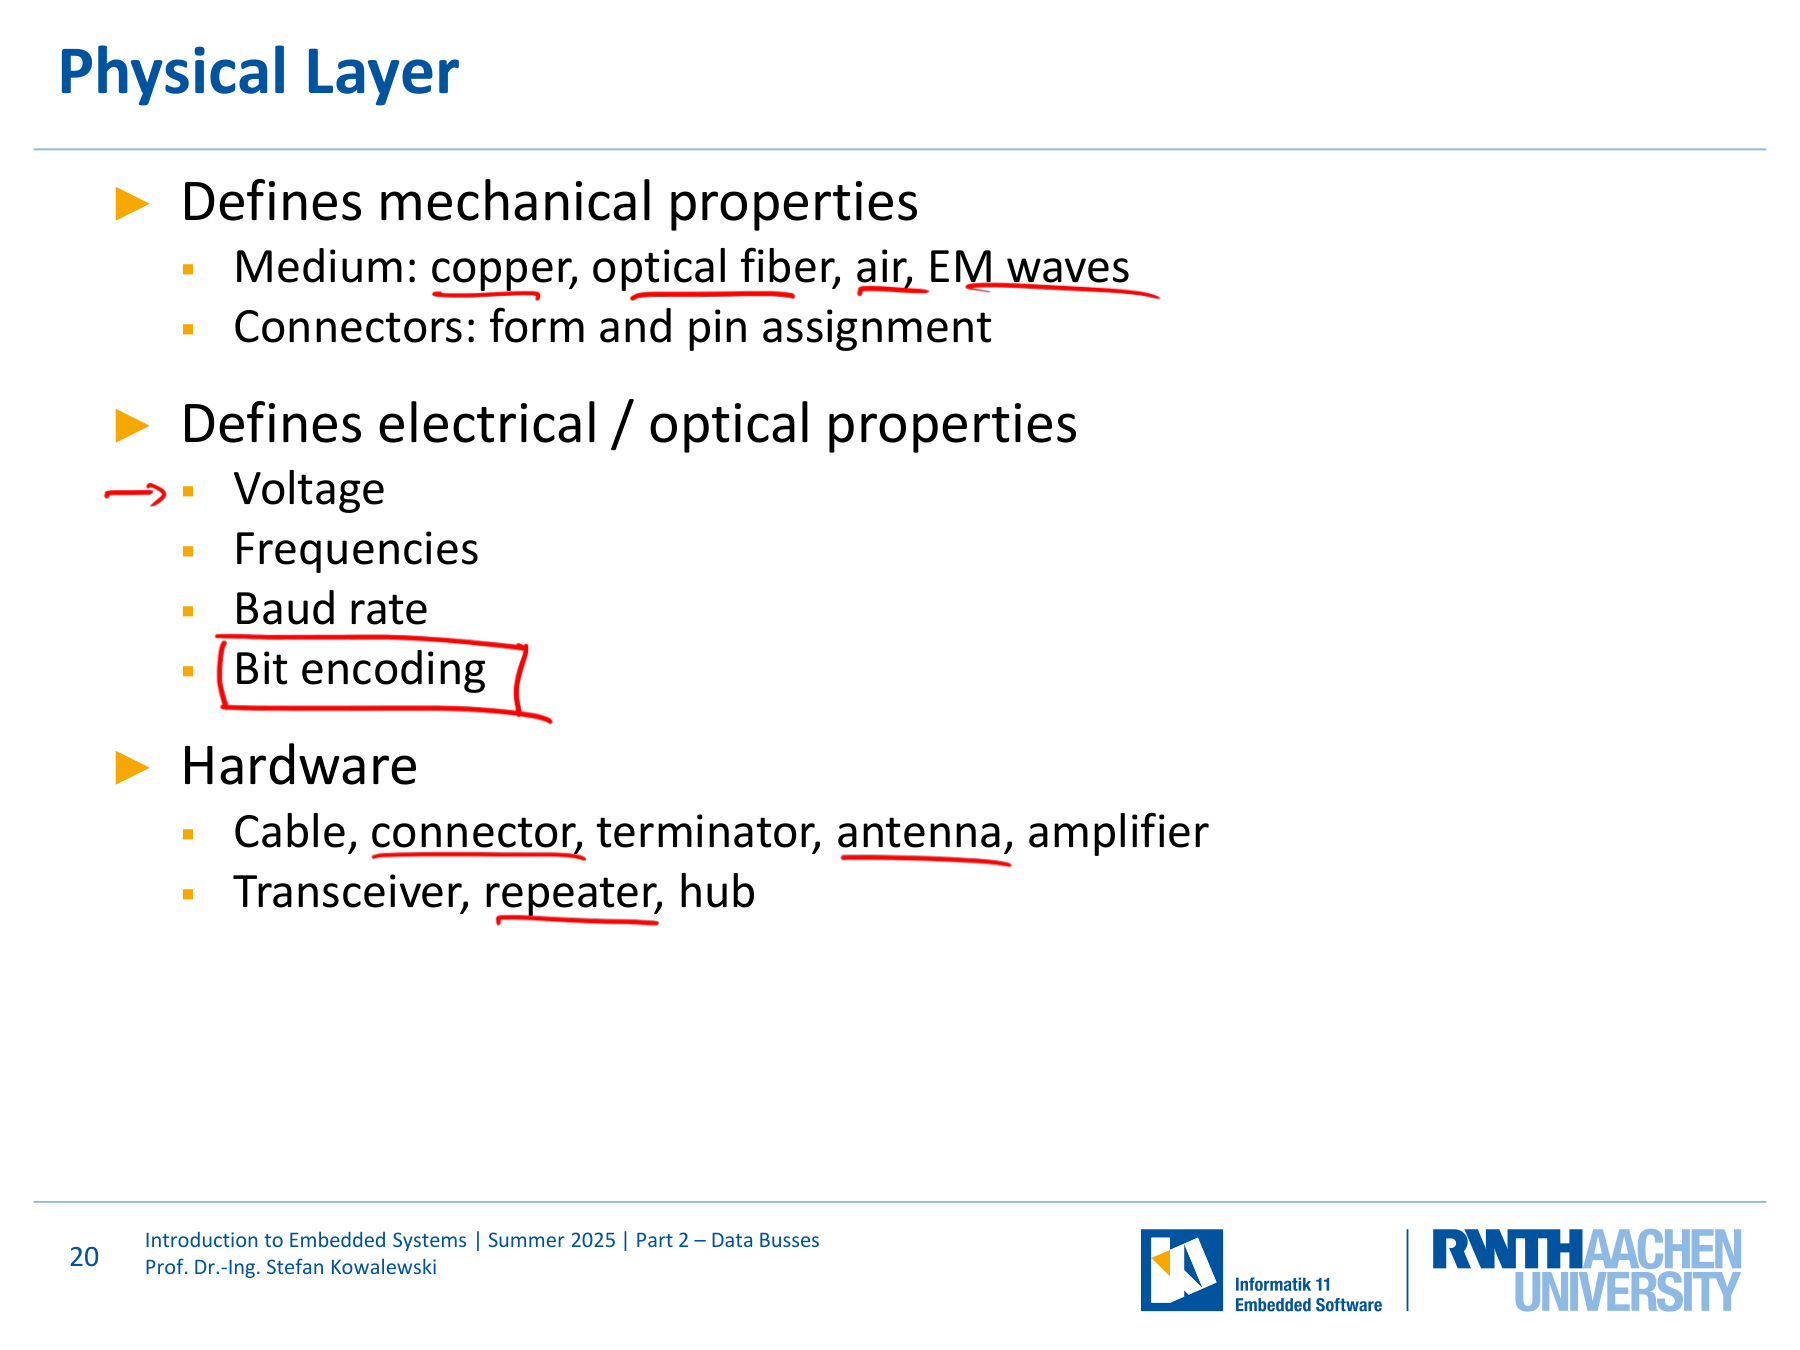 Physical Layer
Defines mechanical properties
Medium: copper, optical fiber, air, EM waves
Connectors: form and pin assignment
Defines electrical / optical properties
Voltage
Frequencies
Baud rate
Bit encoding
Hardware
Cable, connector, terminator, antenna, amplifier
Transceiver, repeater, hub
20
Introduction to Embedded Systems | Summer 2025 | Part 2 – Data Busses
Prof. Dr.-Ing. Stefan Kowalewski
Informatik 11
Embedded Software
RWTHAACHEN
UNIVERSITY